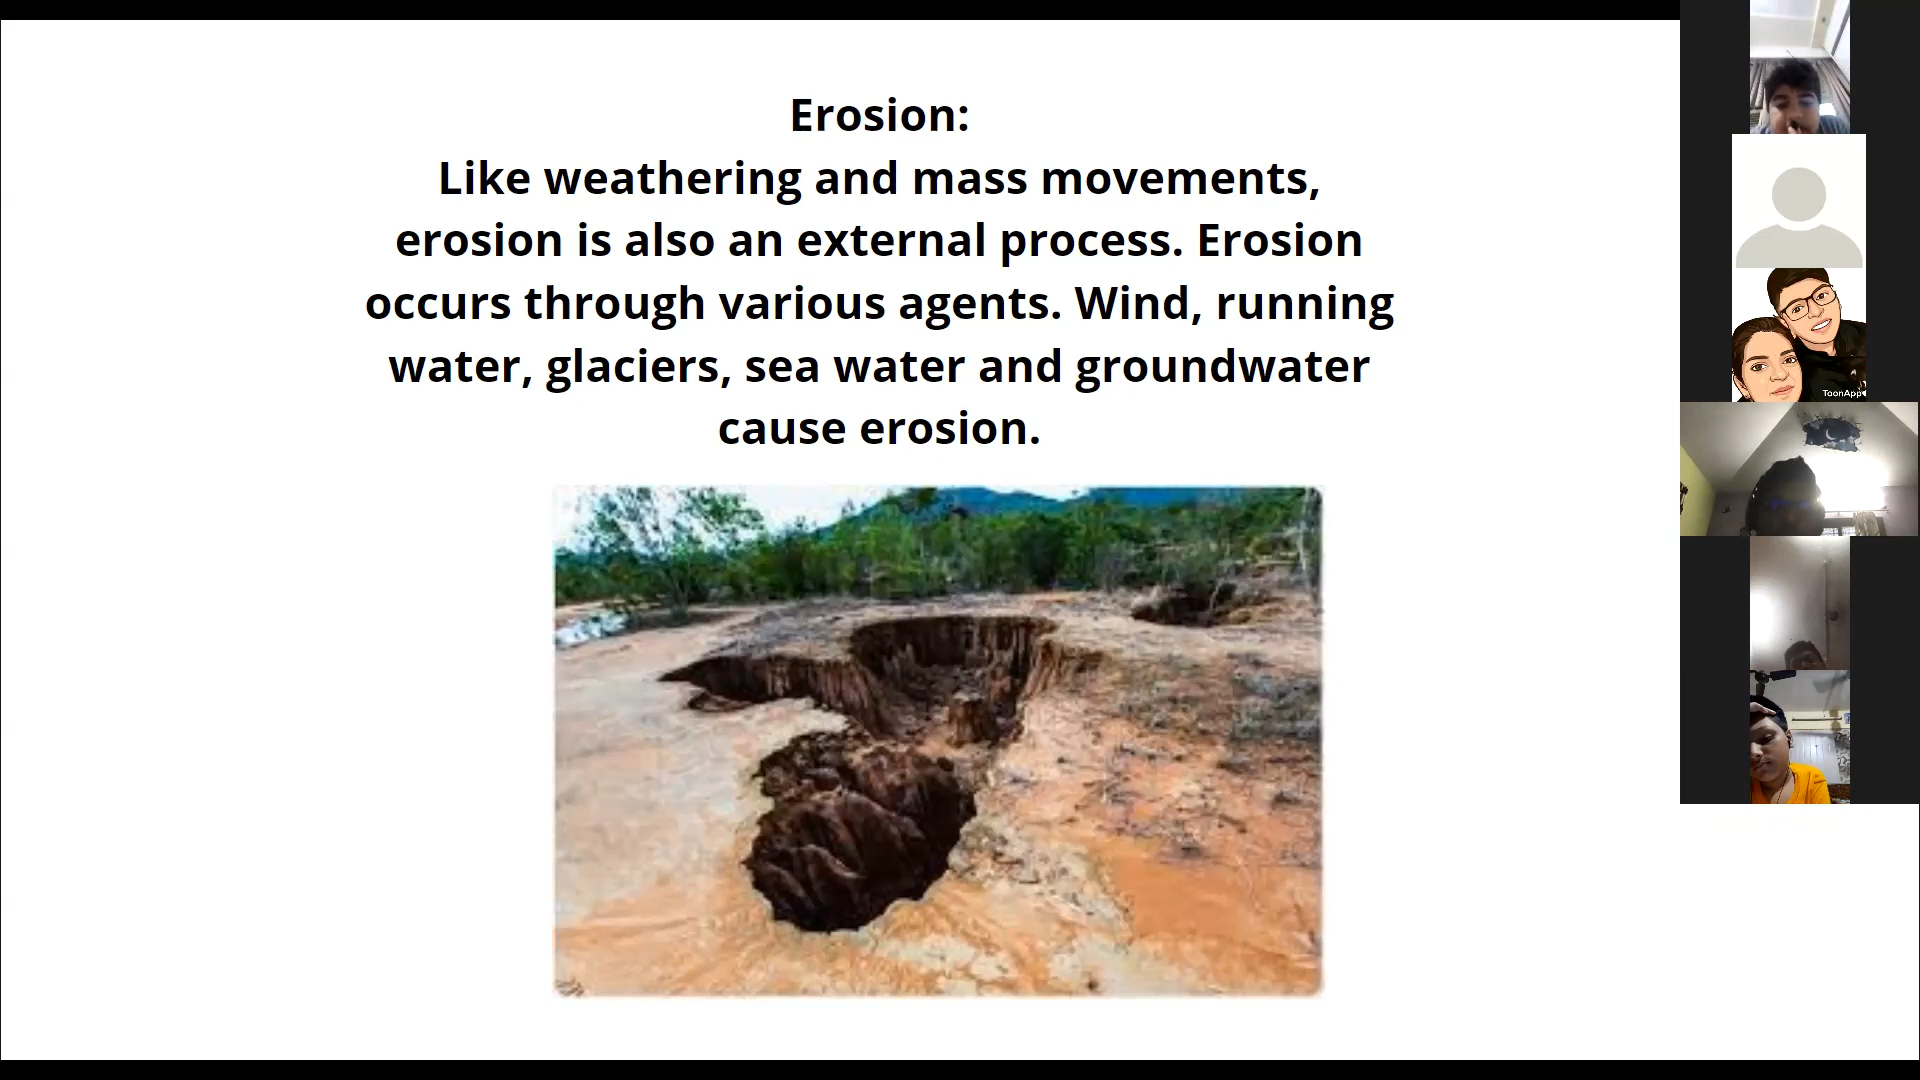 Erosion:
Like weathering and mass movements,
erosion is also an external process. Erosion
occurs through various agents. Wind, running
water, glaciers, sea water and groundwater
cause erosion.
ToonApp